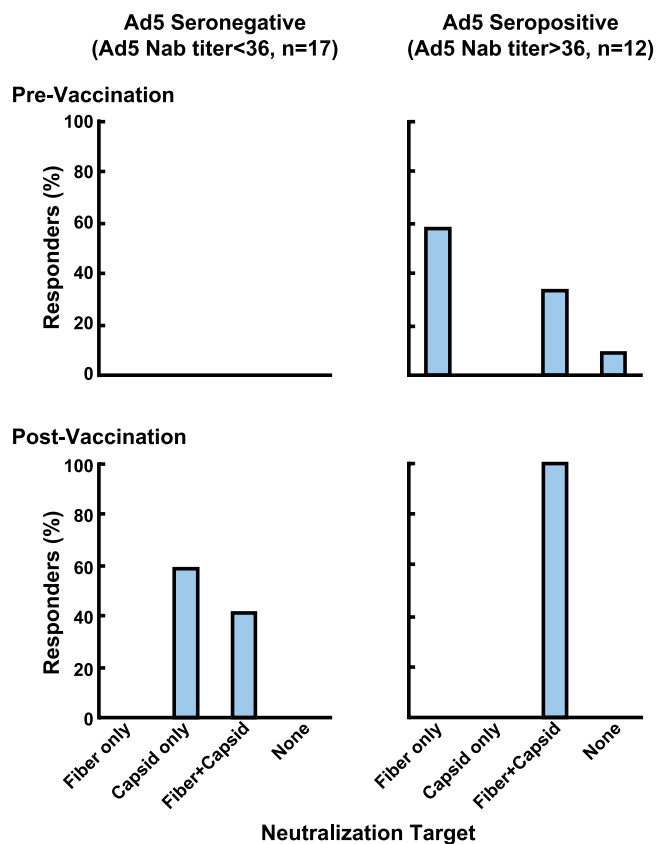 Ad5 Seronegative
(Ad5 Nab titer<36, n=17)
Ad5 Seropositive
(Ad5 Nab titer>36, n=12)
Pre-Vaccination
Responders (%)
100
80
60
40
20
0
Post-Vaccination
Responders (%)
100
80
60
40
20
0
Fiber only
Capsid only
Fiber+Capsid
None
Fiber only
Capsid only
Fiber+Capsid
None
Neutralization Target